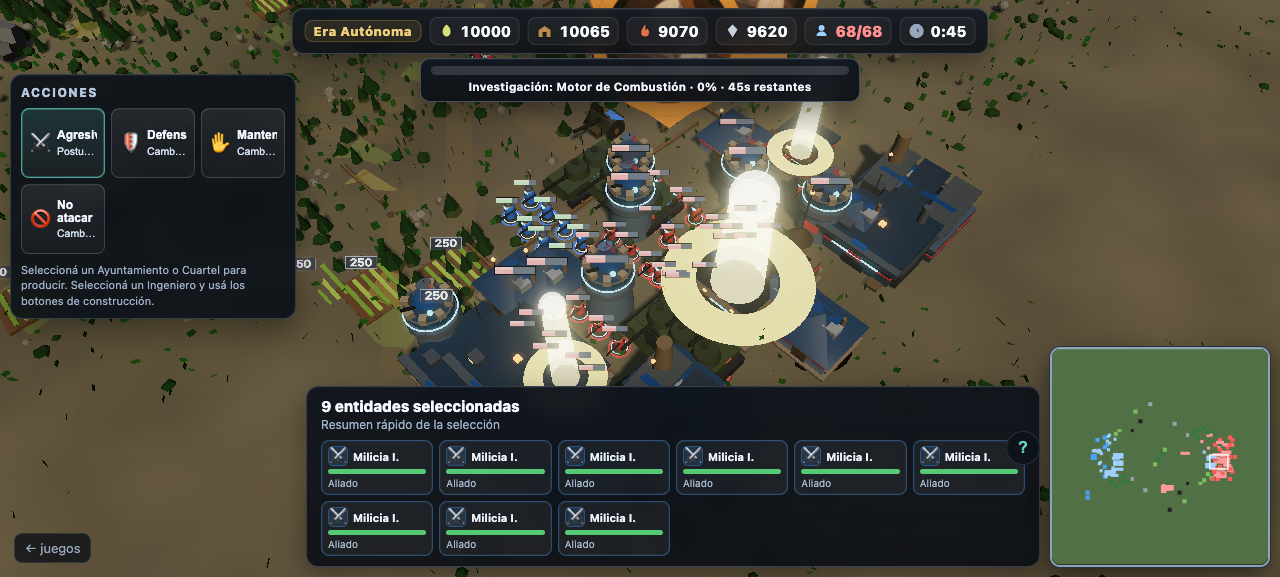 Era Autónoma 10000 10065 9070 9620 68/68 0:45
Investigación: Motor de Combustión · 0% · 45s restantes
ACCIONES
Agresiv
Postu...
Defens
Camb...
Manten
Camb...
No
atacar
Camb...
Seleccioná un Ayuntamiento o Cuartel para
producir. Seleccioná un Ingeniero y usá los
botones de construcción.
250
250
250
50
0
9 entidades seleccionadas
Resumen rápido de la selección
?
Milicia I. Milicia I. Milicia I. Milicia I. Milicia I. Milicia I.
Aliado Aliado Aliado Aliado Aliado Aliado
Milicia I. Milicia I. Milicia I.
Aliado Aliado Aliado
← juegos